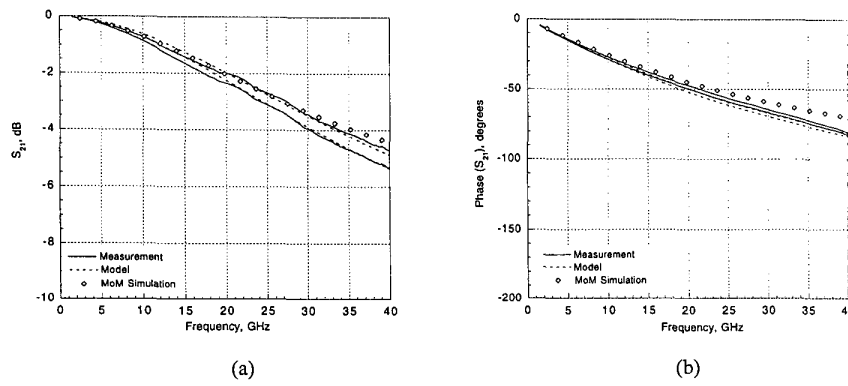 0
-2
-4
-6
-8
-10
S21, dB
Measurement
Model
MoM Simulation
0 5 10 15 20 25 30 35 40
Frequency, GHz
(a)
0
-50
-100
-150
-200
Phase (S21), degrees
Measurement
Model
MoM Simulation
5 10 15 20 25 30 35 40
Frequency, GHz
(b)